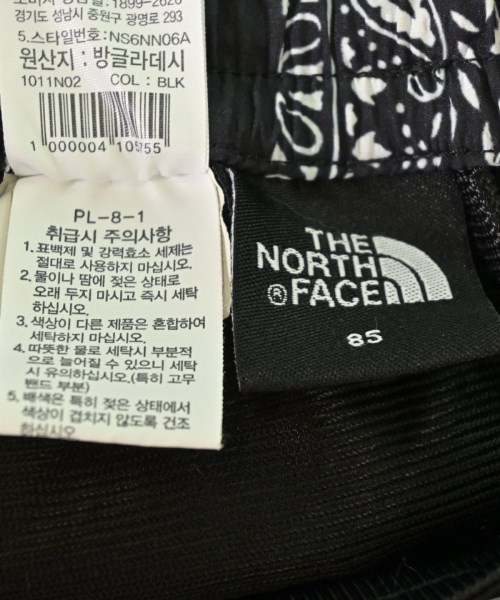 경기도 성남시 중원구 광명로 293
5.스타일번호: NS6NN06A
원산지 : 방글라데시
1011N02 COL : BLK
1 000004 105
PL-8-1
취급시 주의사항
1. 표백제 및 강력효소 세제는
절대로 사용하지 마십시오.
2. 물이나 땀에 젖은 상태로
오래 두지 마시고 즉시 세탁
하십시오.
3. 색상이 다른 제품은 혼합하여
세탁하지 마십시오.
4. 따뜻한 물로 세탁시 부분적
으로 늘어질 수 있으니 세탁
시 유의하십시오.(특히 고무
밴드 부분)
5. 배색은 특히 젖은 상태에서
색상이 겹치지 않도록 건조
하십시오
THE
NORTH
FACE
®
85